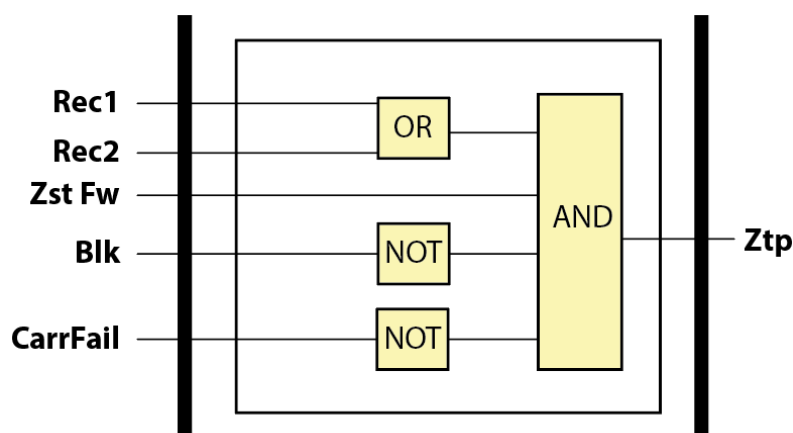 Rec1
OR
Rec2
Zst Fw
AND
Blk
NOT
Ztp
CarrFail
NOT